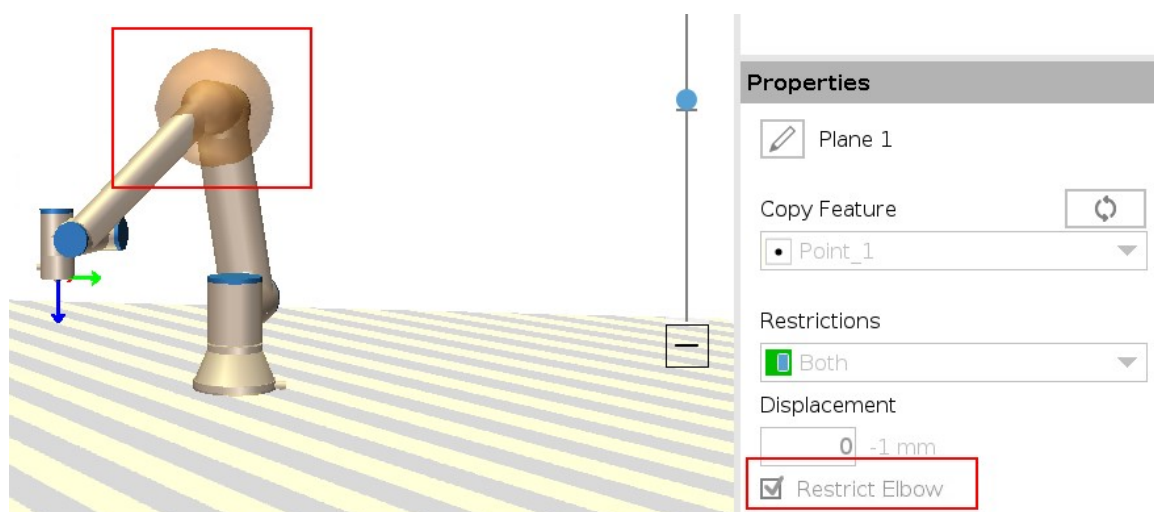 Properties
Plane 1
Copy Feature
Point_1
Restrictions
Both
Displacement
0 -1 mm
Restrict Elbow